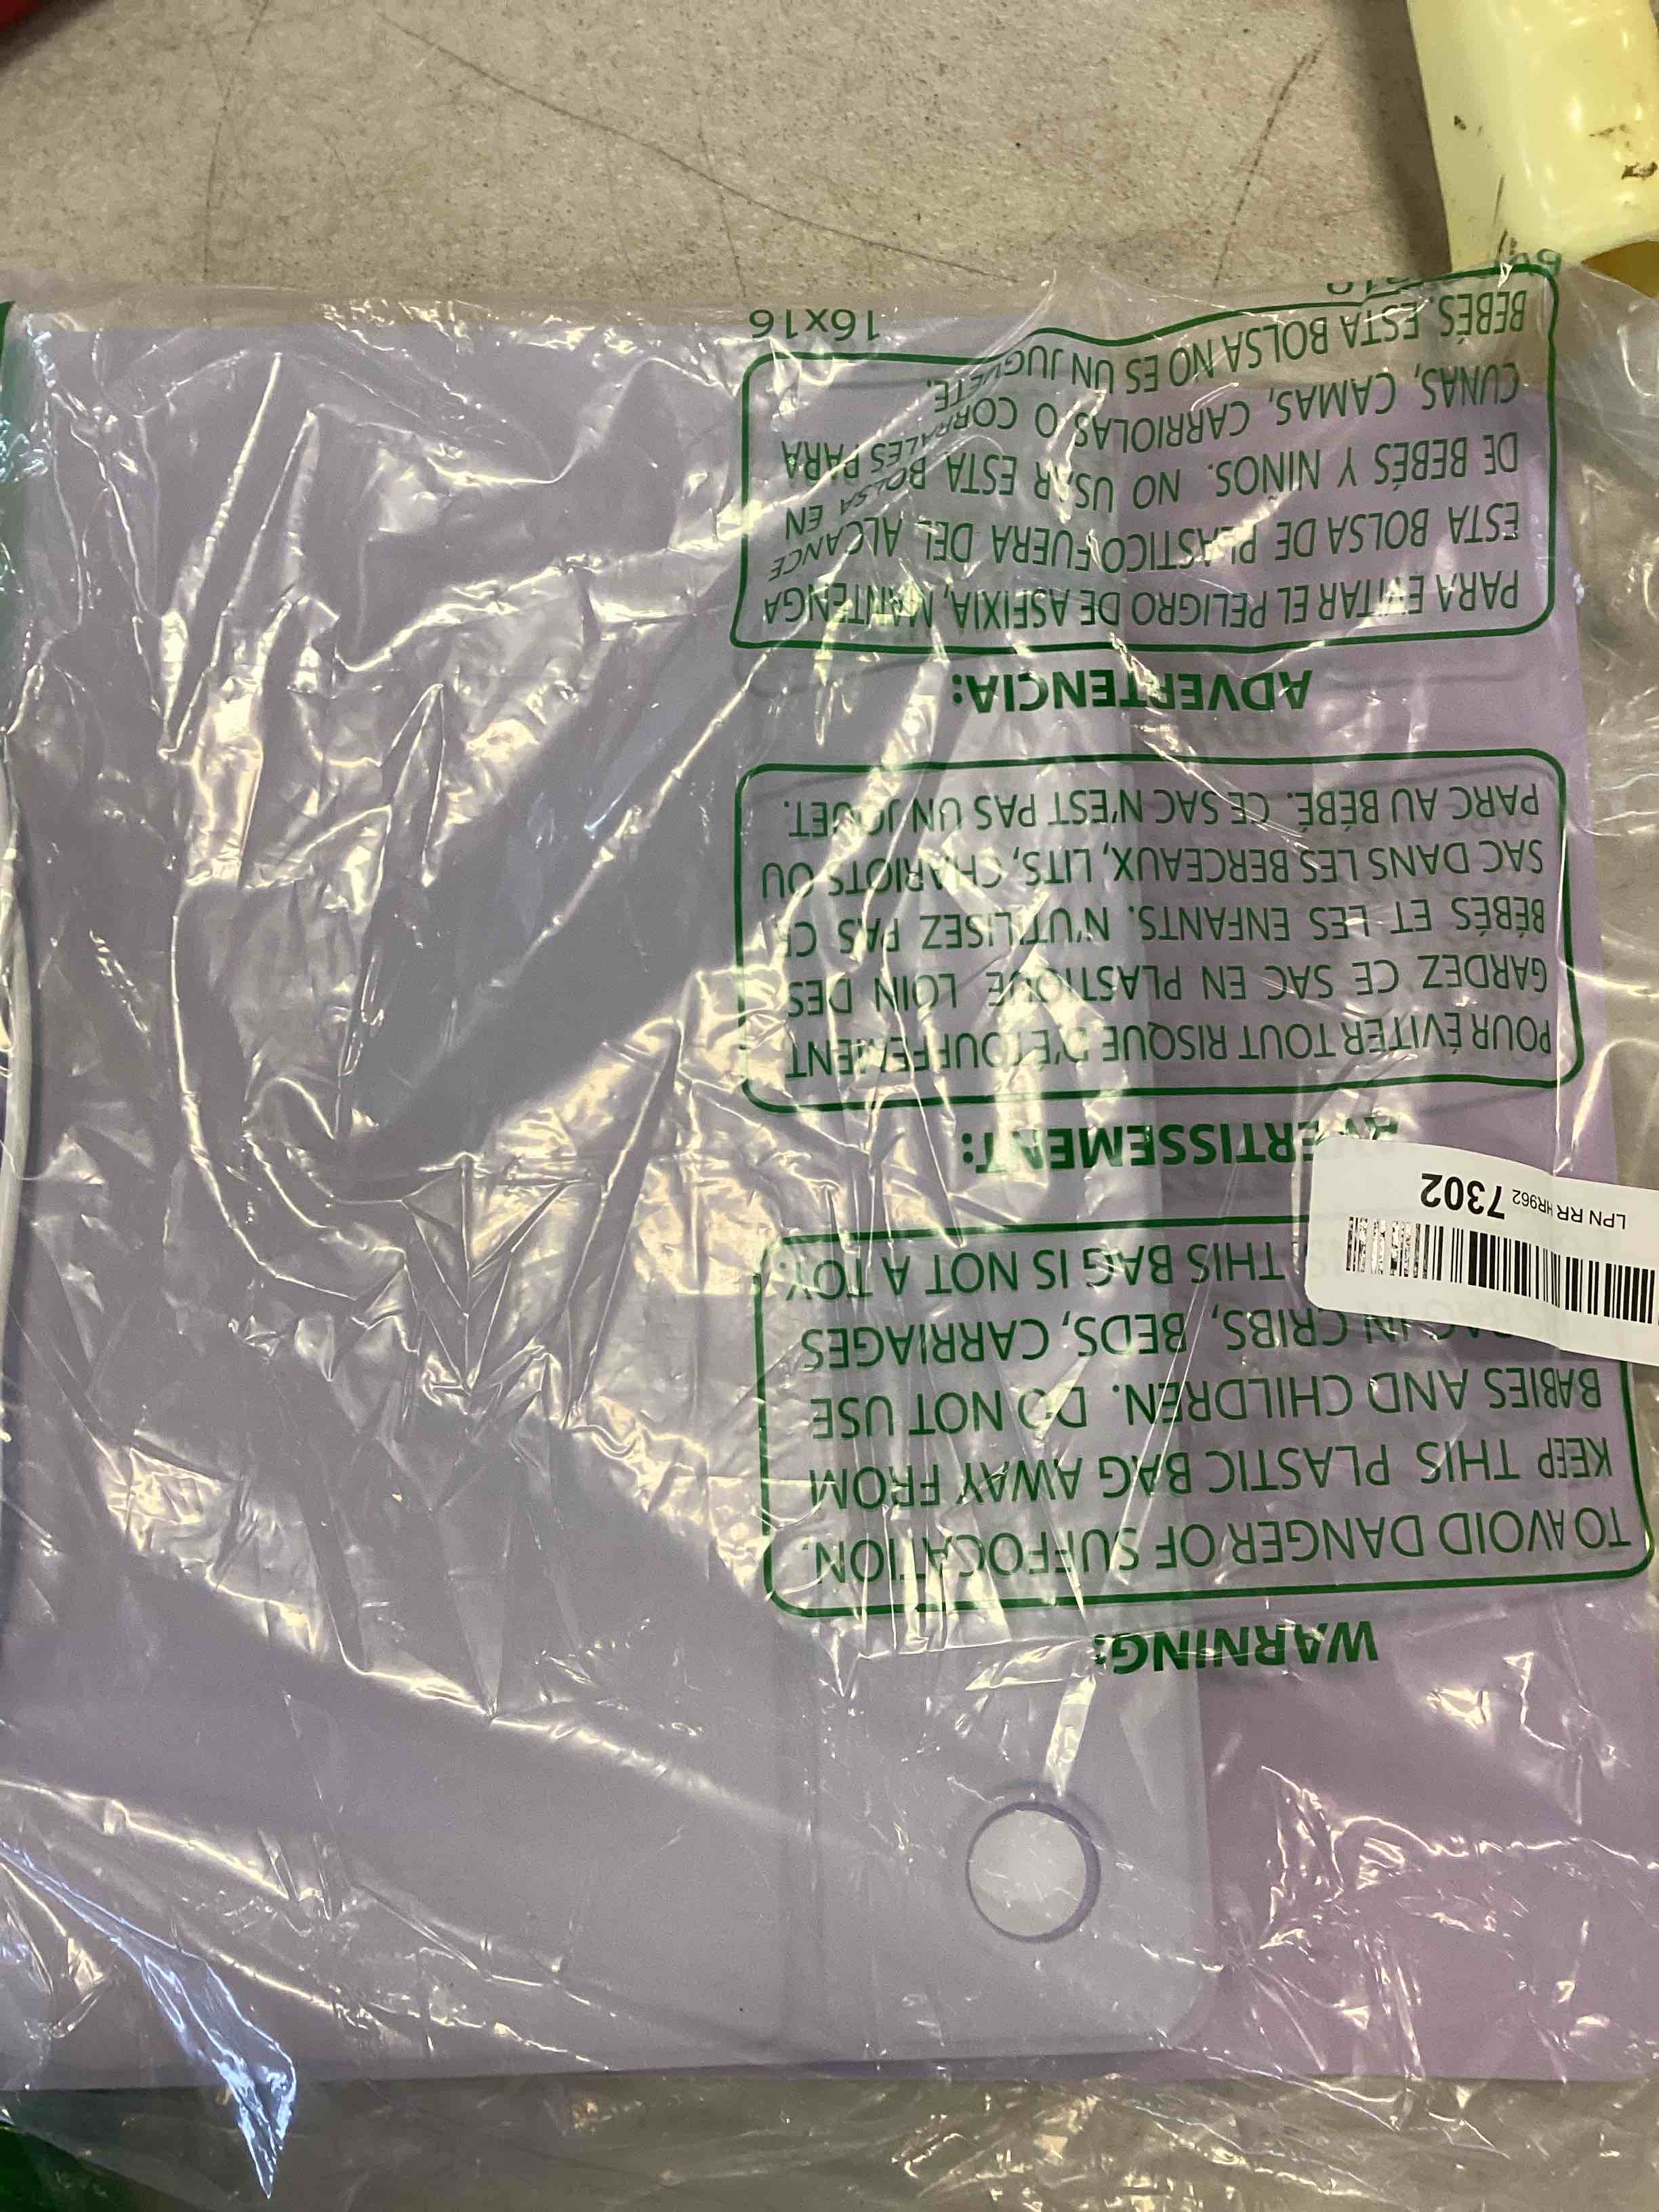 WARNING:
TO AVOID DANGER OF SUFFOCATION,
KEEP THIS PLASTIC BAG AWAY FROM
BABIES AND CHILDREN. DO NOT USE
IN CRIBS, BEDS, CARRIAGES
THIS BAG IS NOT A TOY.
LPN RR HR962 7302
AVERTISSEMENT:
POUR ÉVITER TOUT RISQUE D'ÉTOUFFEMENT
GARDEZ CE SAC EN PLASTIQUE LOIN DES
BÉBÉS ET LES ENFANTS. N'UTILISEZ PAS CE
SAC DANS LES BERCEAUX, LITS, CHARIOTS OU
PARC AU BÉBÉ. CE SAC N'EST PAS UN JOUET.
ADVERTENCIA:
PARA EVITAR EL PELIGRO DE ASFIXIA, MANTENGA
ESTA BOLSA DE PLASTICO FUERA DEL ALCANCE
DE BEBÉS Y NINOS. NO USAR ESTA BOLSA EN
CUNAS, CAMAS, CARRIOLAS O CORRALES PARA
BEBÉS. ESTA BOLSA NO ES UN JUGUETE.
16x16